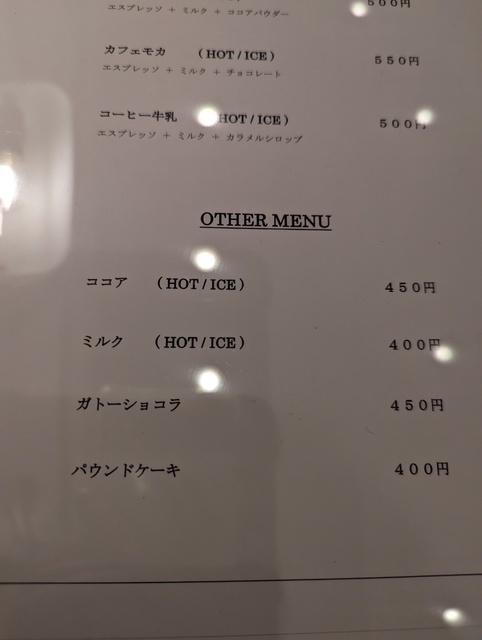 500円
エスプレッソ + ミルク + ココアパウダー
カフェモカ (HOT / ICE) 550円
エスプレッソ + ミルク + チョコレート
コーヒー牛乳 HOT / ICE) 500円
エスプレッソ + ミルク + カラメルシロップ
OTHER MENU
ココア (HOT / ICE) 450円
ミルク (HOT / ICE) 400円
ガトーショコラ 450円
パウンドケーキ 400円